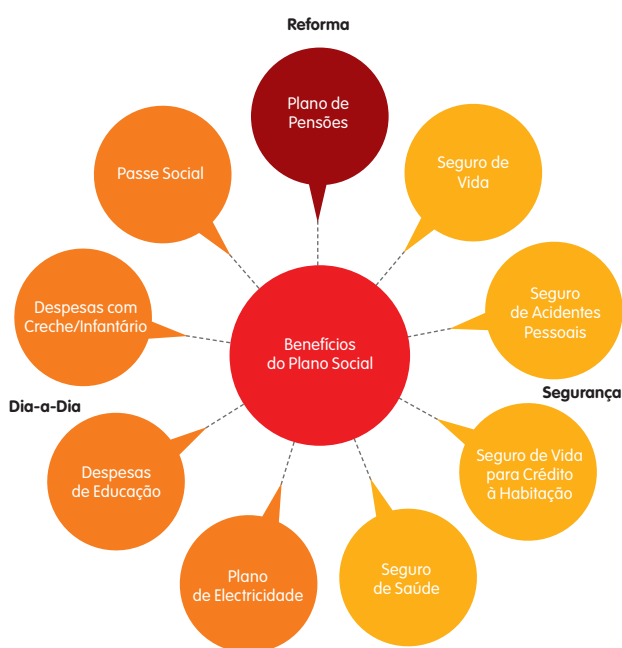 Reforma
Plano de
Pensões
Passe Social
Seguro de
Vida
Despesas com
Creche/Infantário
Seguro
de Acidentes
Pessoais
Benefícios
do Plano Social
Dia-a-Dia
Segurança
Despesas
de Educação
Seguro de Vida
para Crédito
à Habitação
Plano
de Electricidade
Seguro
de Saúde